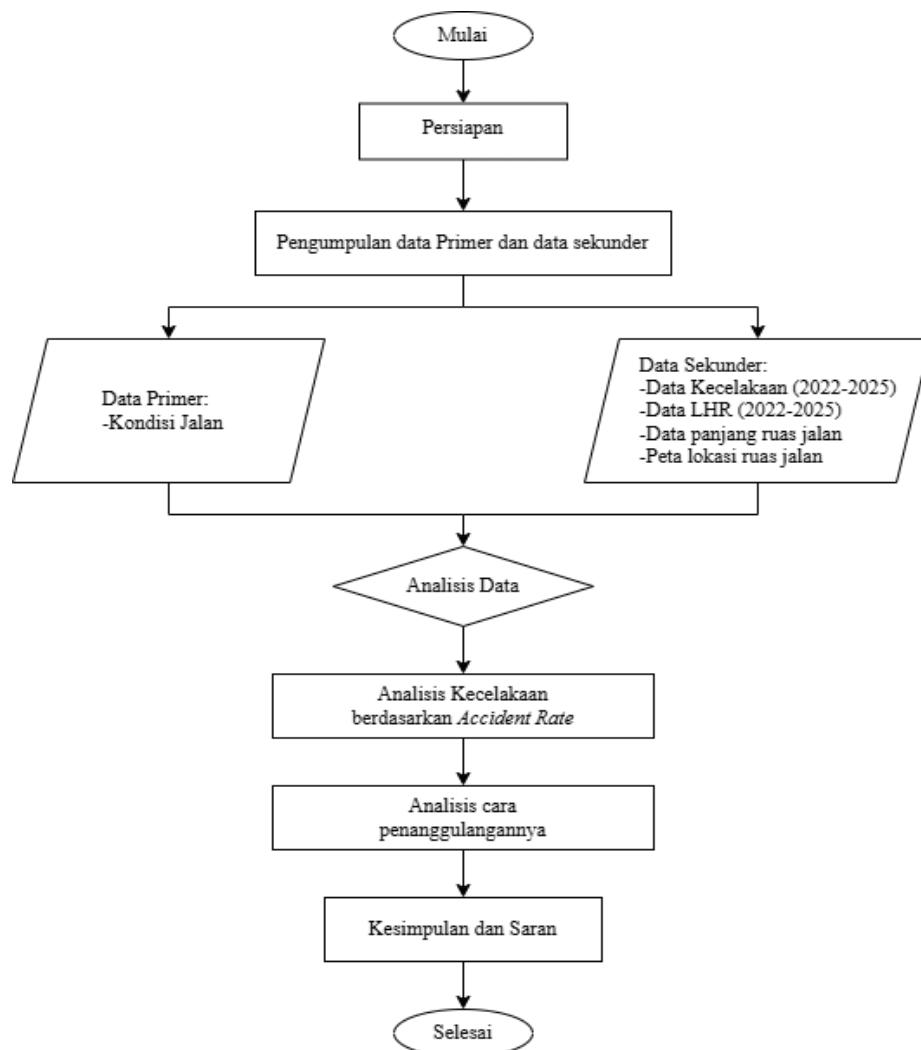 Mulai
Persiapan
Pengumpulan data Primer dan data sekunder
Data Primer:
-Kondisi Jalan
Data Sekunder:
-Data Kecelakaan (2022-2025)
-Data LHR (2022-2025)
-Data panjang ruas jalan
-Peta lokasi ruas jalan
Analisis Data
Analisis Kecelakaan
berdasarkan Accident Rate
Analisis cara
penanggulangannya
Kesimpulan dan Saran
Selesai